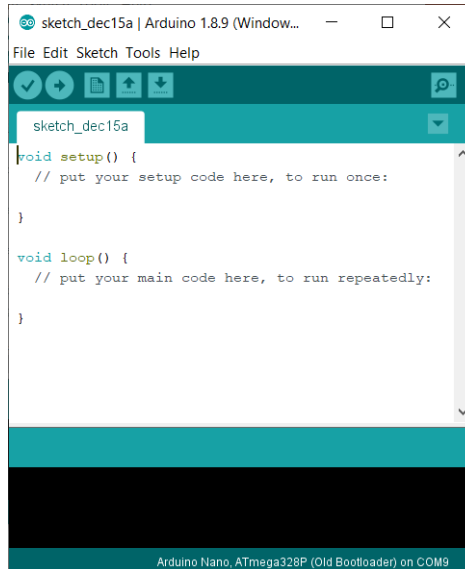 sketch_dec15a | Arduino 1.8.9 (Window...
File Edit Sketch Tools Help
sketch_dec15a
void setup() {
  // put your setup code here, to run once:
}
void loop() {
  // put your main code here, to run repeatedly:
}
Arduino Nano, ATmega328P (Old Bootloader) on COM9